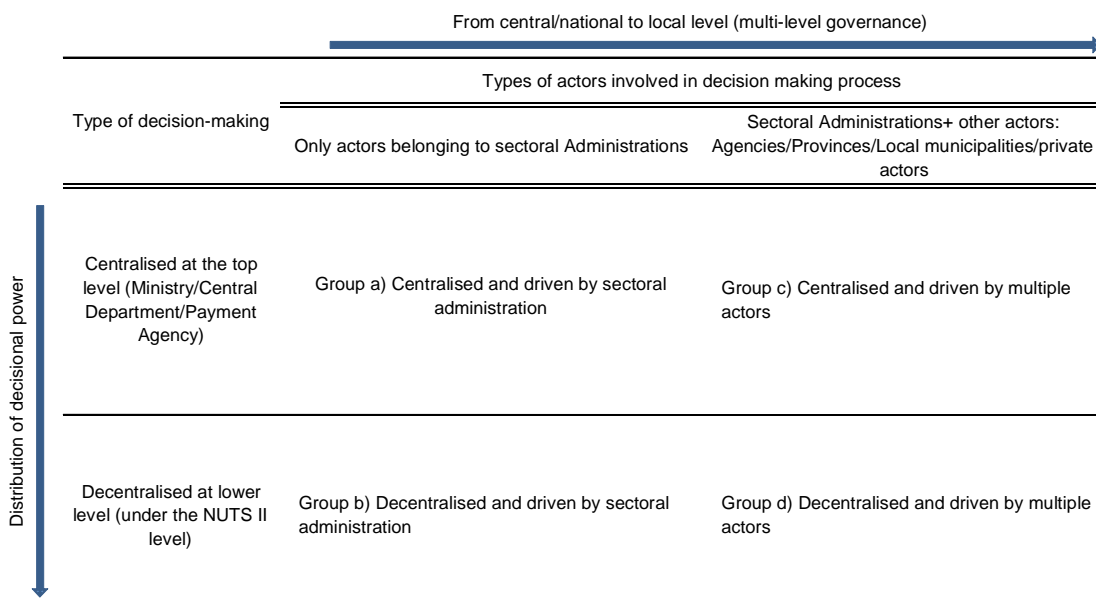 From central/national to local level (multi-level governance)
Types of actors involved in decision making process
Type of decision-making
Only actors belonging to sectoral Administrations
Sectoral Administrations+ other actors:
Agencies/Provinces/Local municipalities/private
actors
Distribution of decisional power
Centralised at the top
level (Ministry/Central
Department/Payment
Agency)
Group a) Centralised and driven by sectoral
administration
Group c) Centralised and driven by multiple
actors
Decentralised at lower
level (under the NUTS II
level)
Group b) Decentralised and driven by sectoral
administration
Group d) Decentralised and driven by multiple
actors